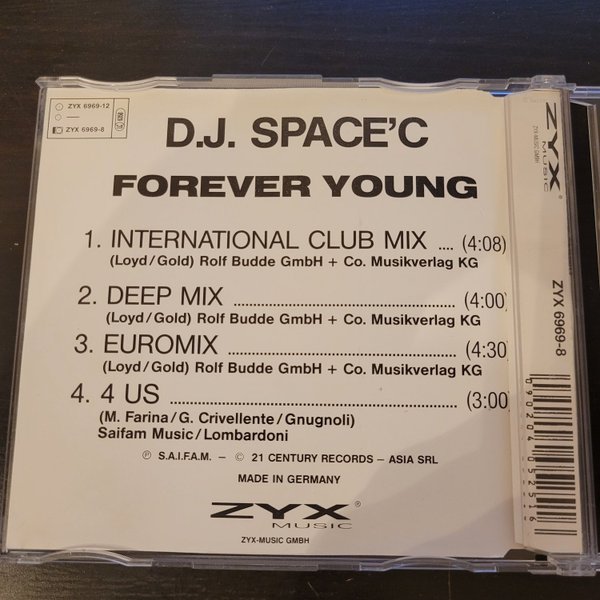 ZYX 6969-12
—
ZYX 6969-8
D.J. SPACE'C
FOREVER YOUNG
1. INTERNATIONAL CLUB MIX .... (4:08)
(Loyd/Gold) Rolf Budde GmbH + Co. Musikverlag KG
2. DEEP MIX ........................................ (4:00)
(Loyd/Gold) Rolf Budde GmbH + Co. Musikverlag KG
3. EUROMIX ........................................ (4:30)
(Loyd/Gold) Rolf Budde GmbH + Co. Musikverlag KG
4. 4 US ................................................ (3:00)
(M. Farina/G. Crivellente/Gnugnoli)
Saifam Music/Lombardoni
℗ S.A.I.F.A.M. – © 21 CENTURY RECORDS – ASIA SRL
MADE IN GERMANY
ZYX®
MUSIC
ZYX-MUSIC GMBH
ZYX®
MUSIC
ZYX-MUSIC GMBH
ZYX 6969-8
090204052516